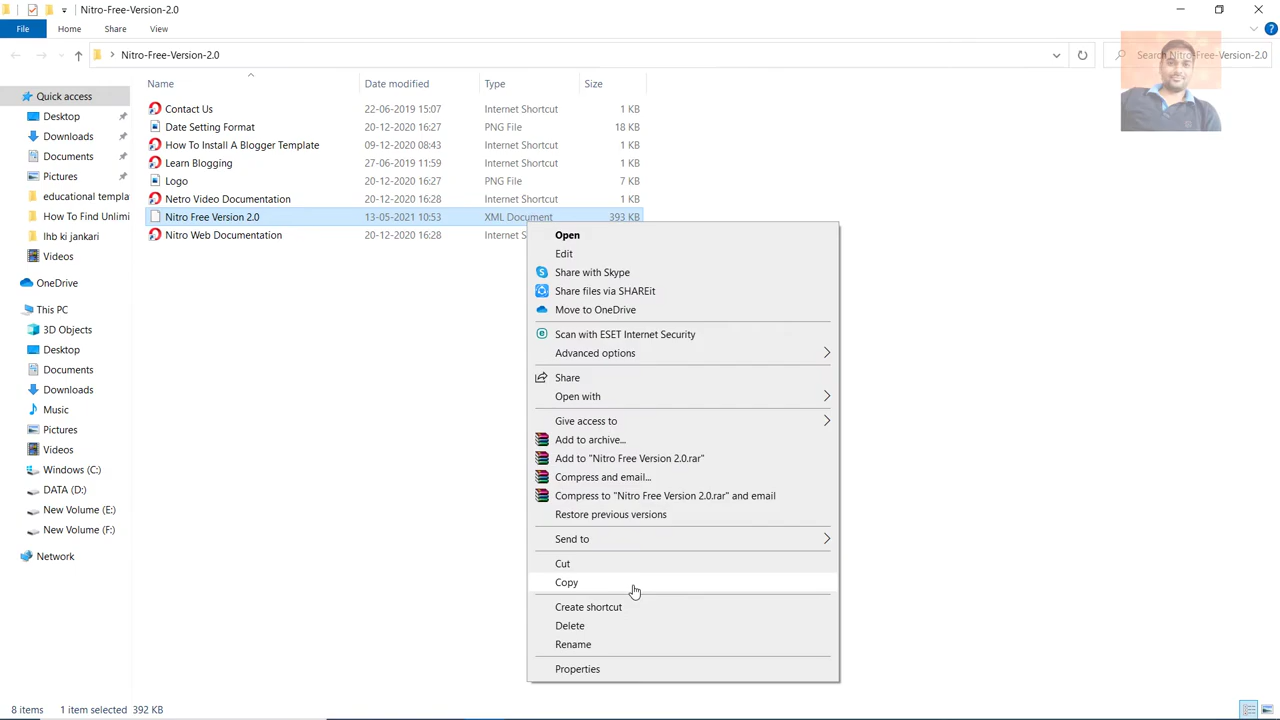 Nitro-Free-Version-2.0
File Home Share View
Nitro-Free-Version-2.0
Search Nitro-Free-Version-2.0
Name Date modified Type Size
Quick access
Desktop
Downloads
Documents
Pictures
educational templa
How To Find Unlimi
lhb ki jankari
Videos
OneDrive
This PC
3D Objects
Desktop
Documents
Downloads
Music
Pictures
Videos
Windows (C:)
DATA (D:)
New Volume (E:)
New Volume (F:)
Network
Contact Us 22-06-2019 15:07 Internet Shortcut 1 KB
Date Setting Format 20-12-2020 16:27 PNG File 18 KB
How To Install A Blogger Template 09-12-2020 08:43 Internet Shortcut 1 KB
Learn Blogging 27-06-2019 11:59 Internet Shortcut 1 KB
Logo 20-12-2020 16:27 PNG File 7 KB
Netro Video Documentation 20-12-2020 16:28 Internet Shortcut 1 KB
Nitro Free Version 2.0 13-05-2021 10:53 XML Document 393 KB
Nitro Web Documentation 20-12-2020 16:28 Internet S
Open
Edit
Share with Skype
Share files via SHAREit
Move to OneDrive
Scan with ESET Internet Security
Advanced options
Share
Open with
Give access to
Add to archive...
Add to "Nitro Free Version 2.0.rar"
Compress and email...
Compress to "Nitro Free Version 2.0.rar" and email
Restore previous versions
Send to
Cut
Copy
Create shortcut
Delete
Rename
Properties
8 items 1 item selected 392 KB